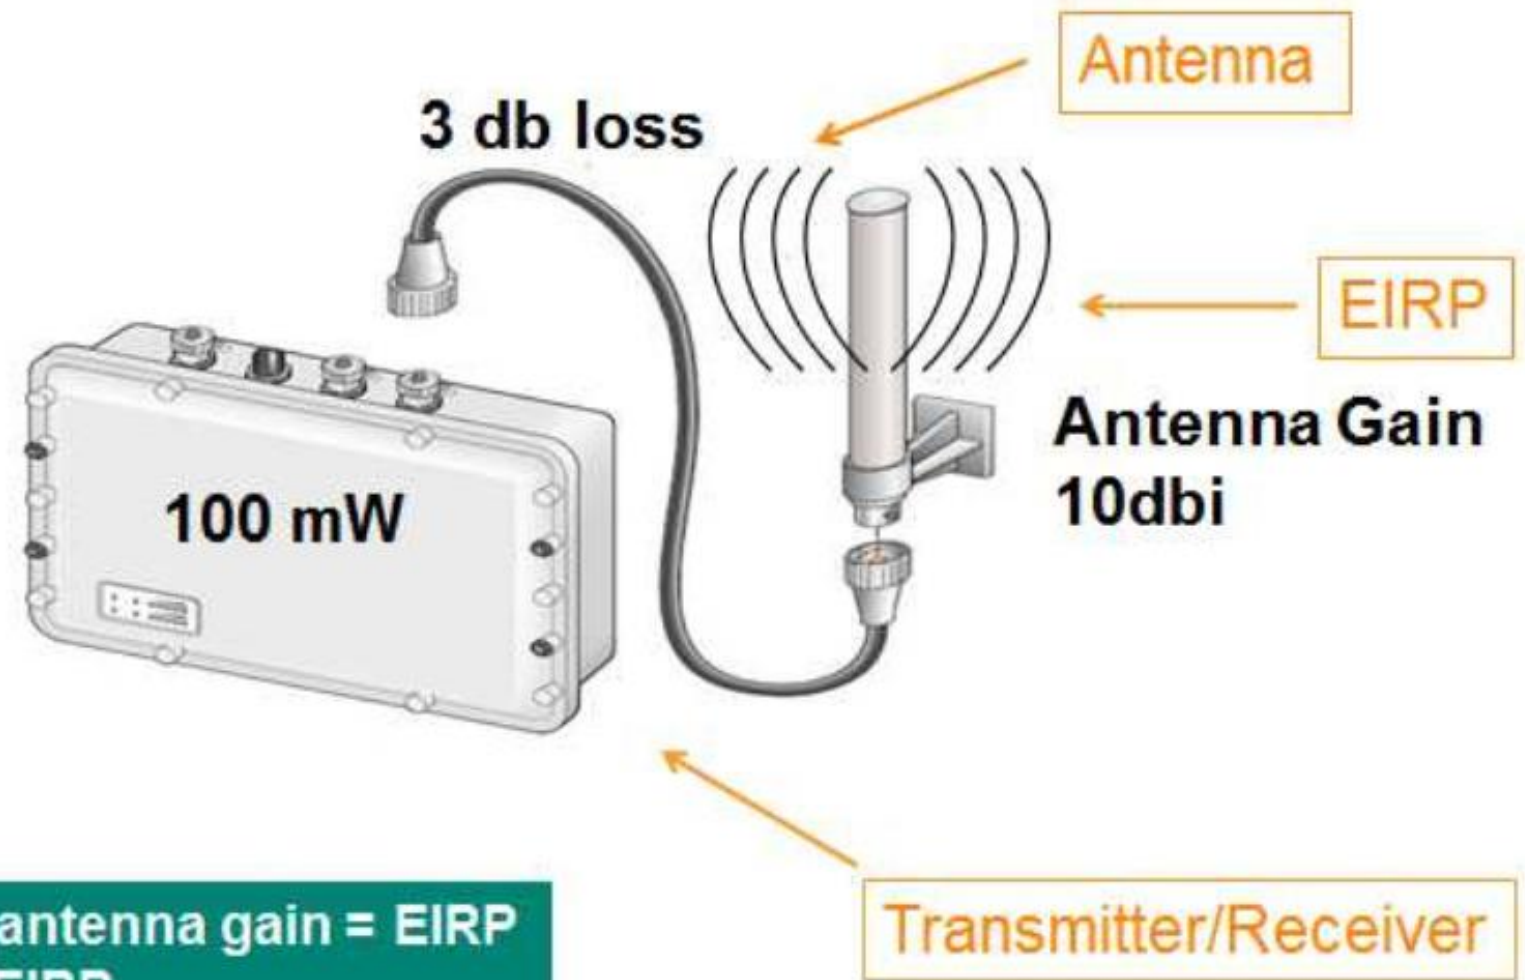 Antenna
3 db loss
EIRP
Antenna Gain
10dbi
100 mW
antenna gain = EIRP
Transmitter/Receiver